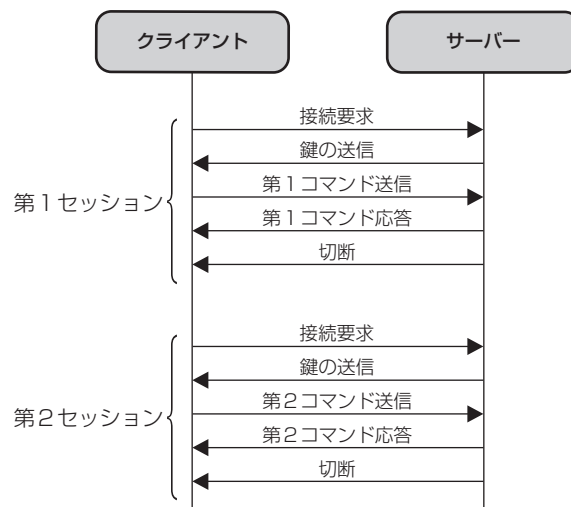 クライアント
サーバー
接続要求
鍵の送信
第1コマンド送信
第1コマンド応答
切断
第1セッション
接続要求
鍵の送信
第2コマンド送信
第2コマンド応答
切断
第2セッション